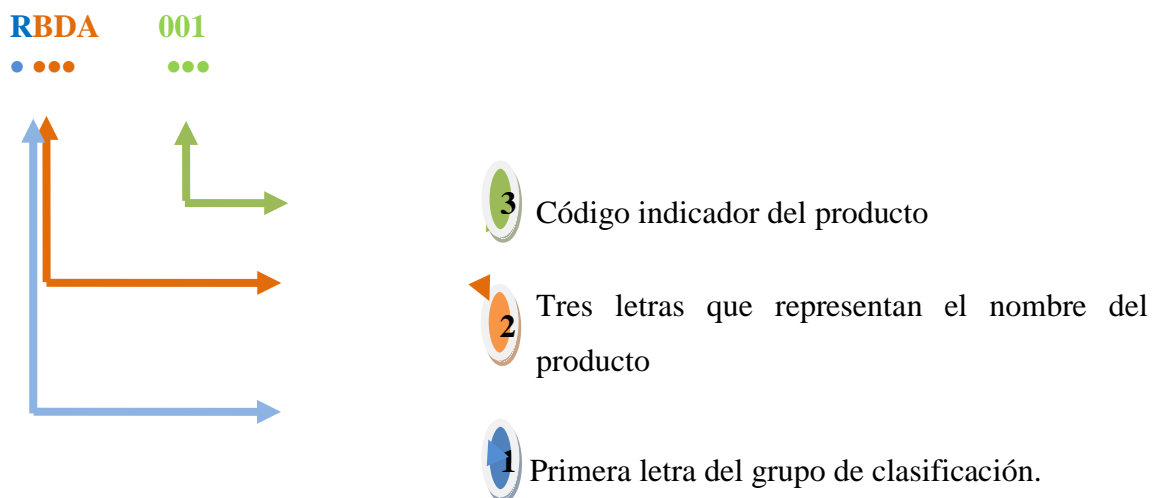 RBDA 001
3 Código indicador del producto
2 Tres letras que representan el nombre del
producto
1 Primera letra del grupo de clasificación.